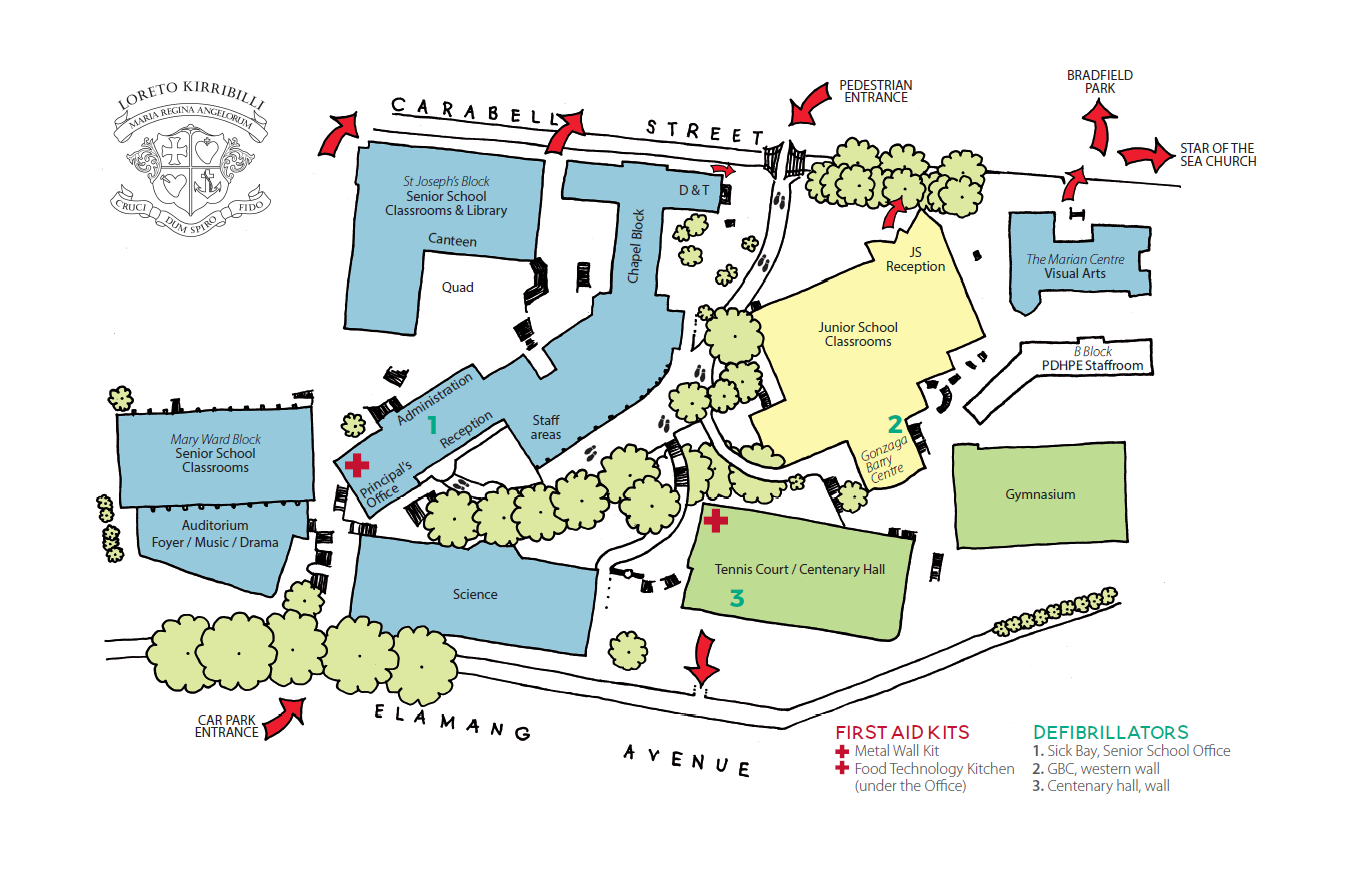 LORETO KIRRIBILLI
MARIA REGINA ANGELORUM
CRUCI
DUM SPIRO
FIDO
CARABELL
STREET
PEDESTRIAN
ENTRANCE
BRADFIELD
PARK
STAR OF THE
SEA CHURCH
St Joseph's Block
Senior School
Classrooms & Library
Canteen
Quad
D & T
Chapel Block
JS
Reception
The Marian Centre
Visual Arts
Junior School
Classrooms
B Block
PDHPE Staffroom
Administration
1
Reception
Staff
areas
Principal's
Office
2
Gonzaga
Barry
Centre
Mary Ward Block
Senior School
Classrooms
Auditorium
Foyer / Music / Drama
Gymnasium
Science
Tennis Court / Centenary Hall
3
CAR PARK
ENTRANCE
ELAMANG
AVENUE
FIRST AID KITS
Metal Wall Kit
Food Technology Kitchen
(under the Office)
DEFIBRILLATORS
1. Sick Bay, Senior School Office
2. GBC, western wall
3. Centenary hall, wall